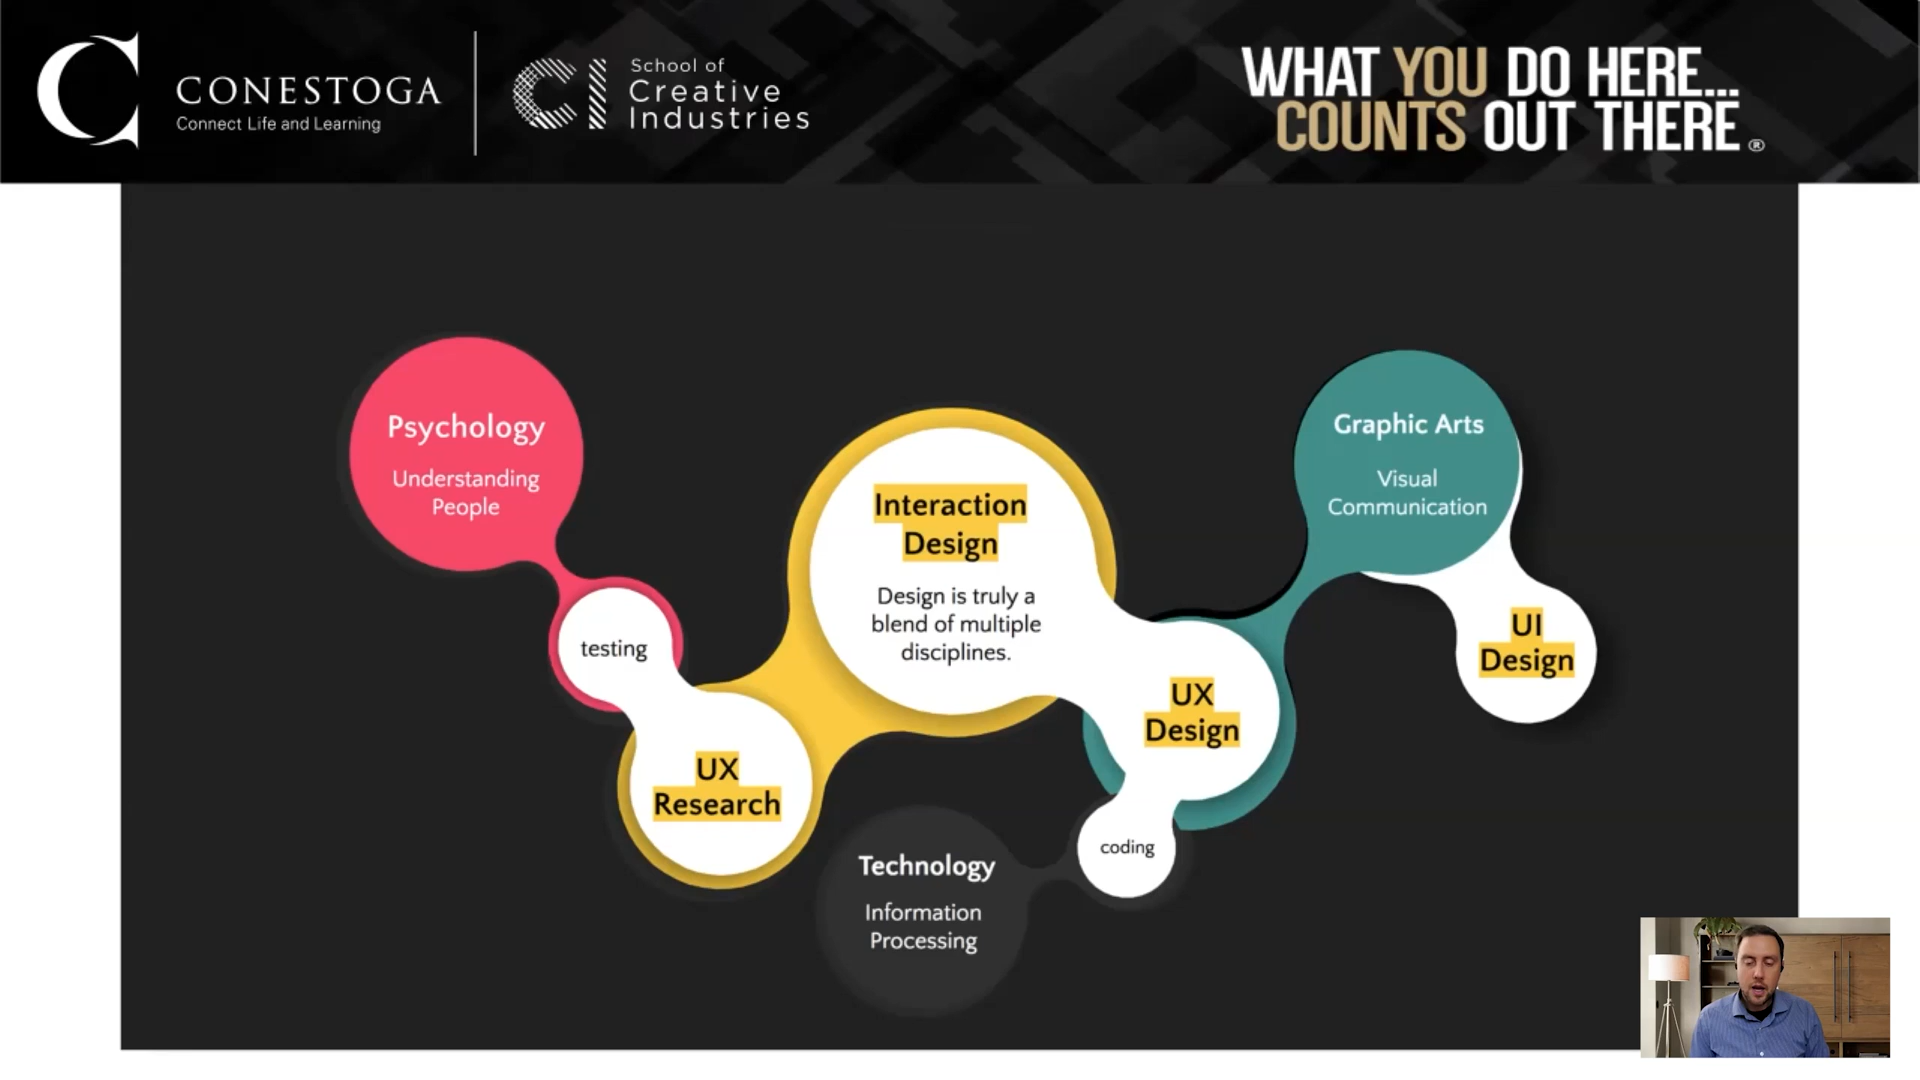 CONESTOGA
Connect Life and Learning
CI
School of
Creative
Industries
WHAT YOU DO HERE...
COUNTS OUT THERE®
Psychology
Understanding
People
testing
UX
Research
Interaction
Design
Design is truly a
blend of multiple
disciplines.
Technology
Information
Processing
coding
UX
Design
Graphic Arts
Visual
Communication
UI
Design